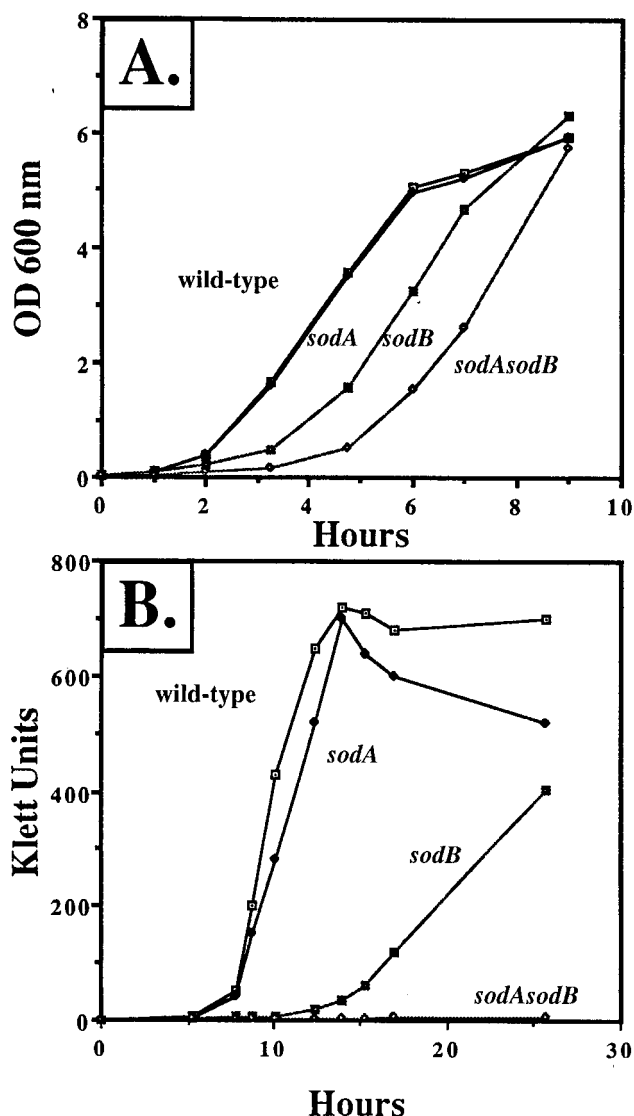 A.
8
6
4
2
0
OD 600 nm
wild-type
sodA
sodB
sodAsodB
0 2 4 6 8 10
Hours
B.
800
600
400
200
0
Klett Units
wild-type
sodA
sodB
sodAsodB
0 10 20 30
Hours